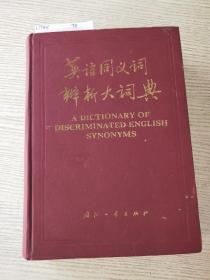 英语同义词
辨析大词典
A DICTIONARY OF
DISCRIMINATED ENGLISH
SYNONYMS